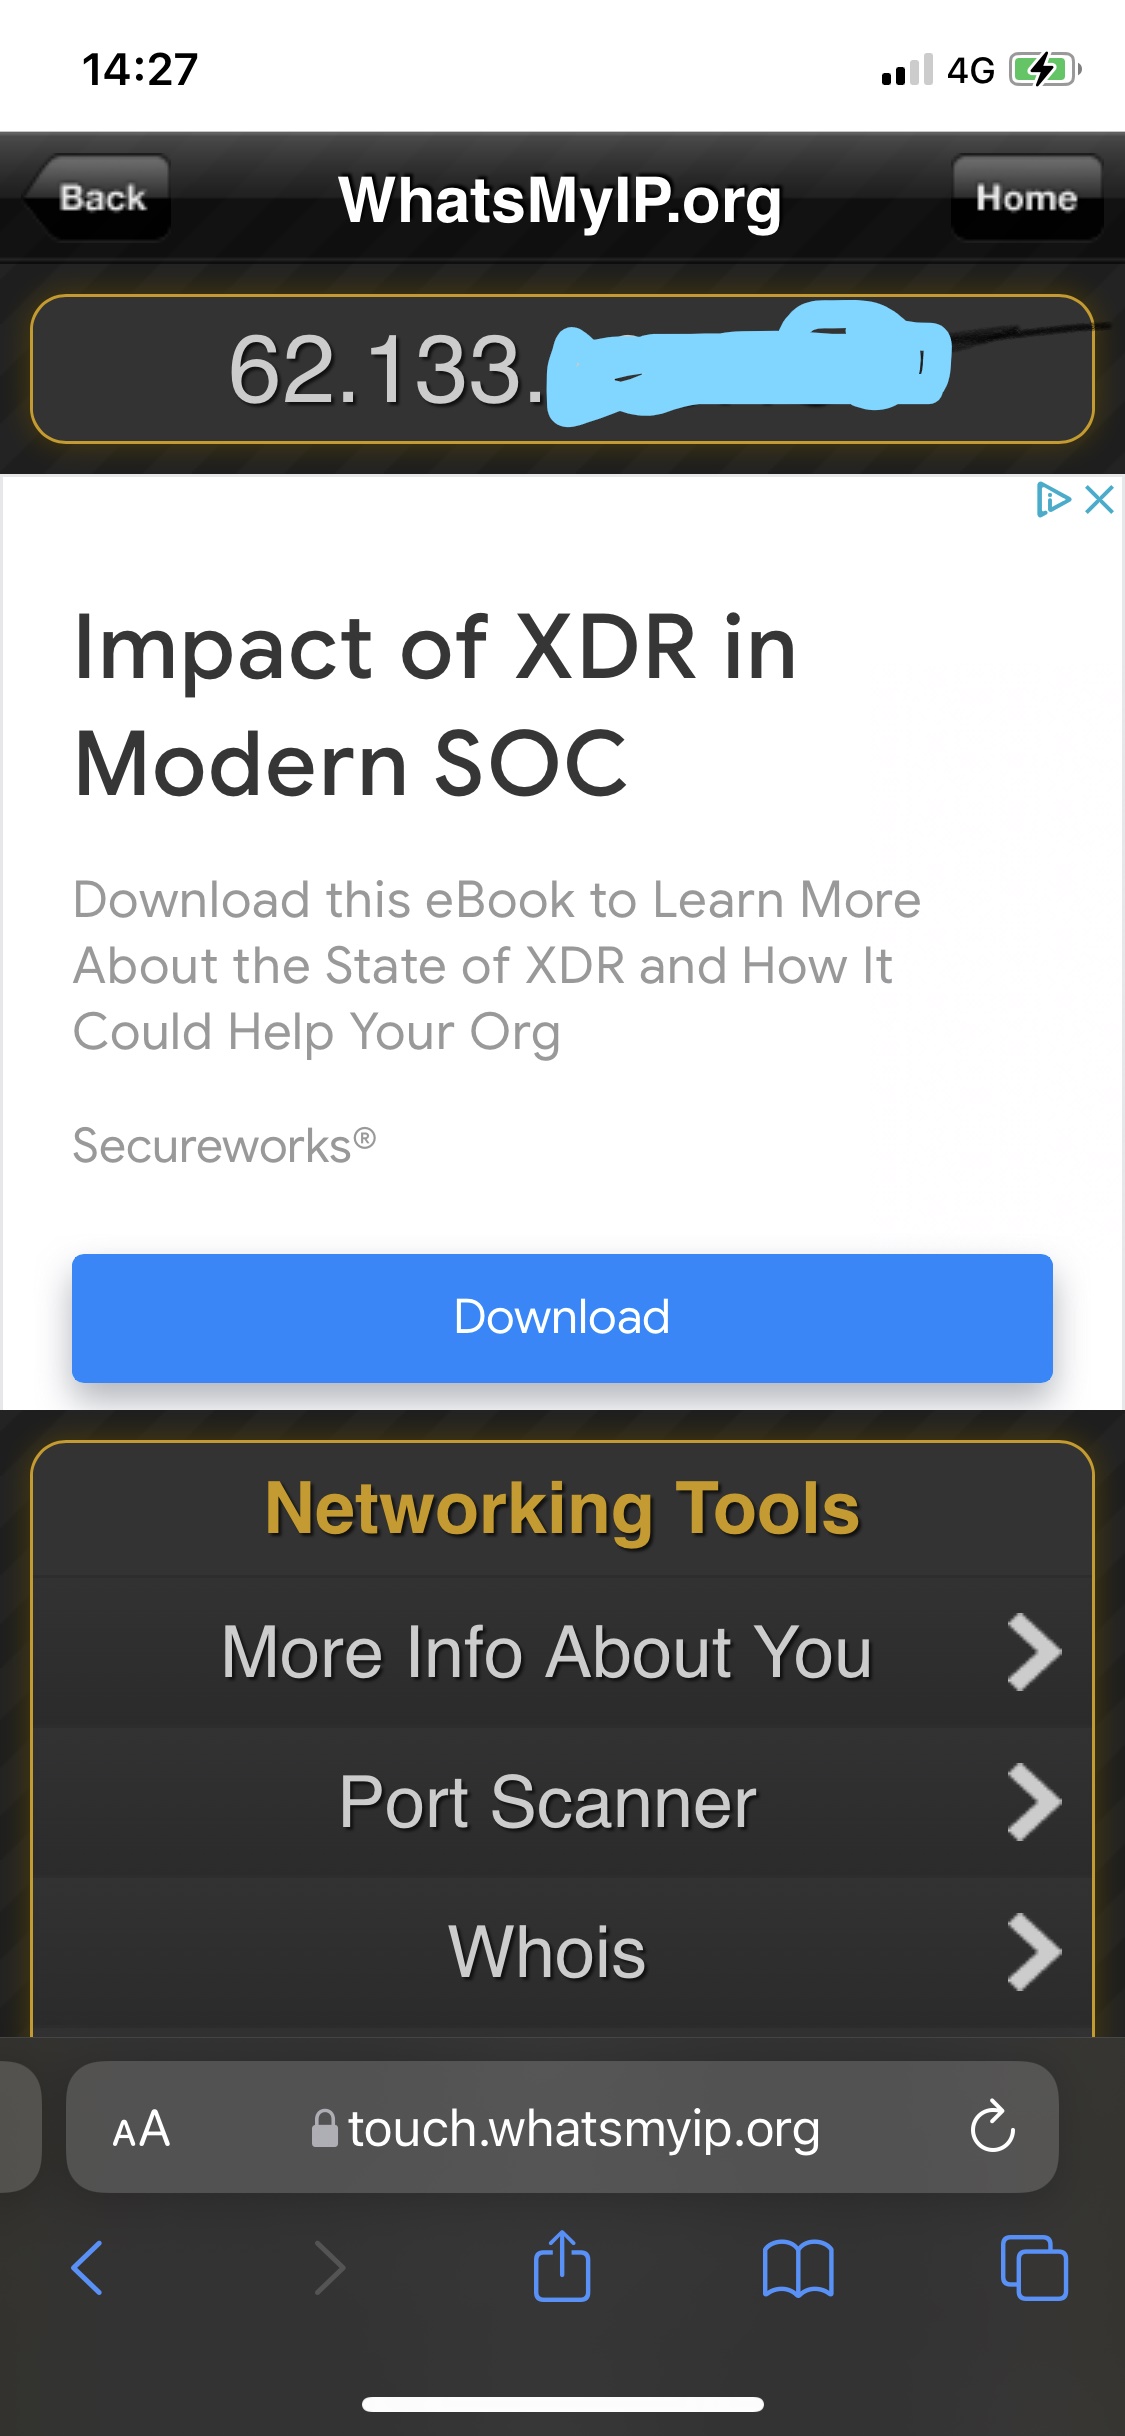 14:27
4G
Back
WhatsMyIP.org
Home
62.133.
Impact of XDR in
Modern SOC
Download this eBook to Learn More
About the State of XDR and How It
Could Help Your Org
Secureworks®
Download
Networking Tools
More Info About You
Port Scanner
Whois
AA
touch.whatsmyip.org